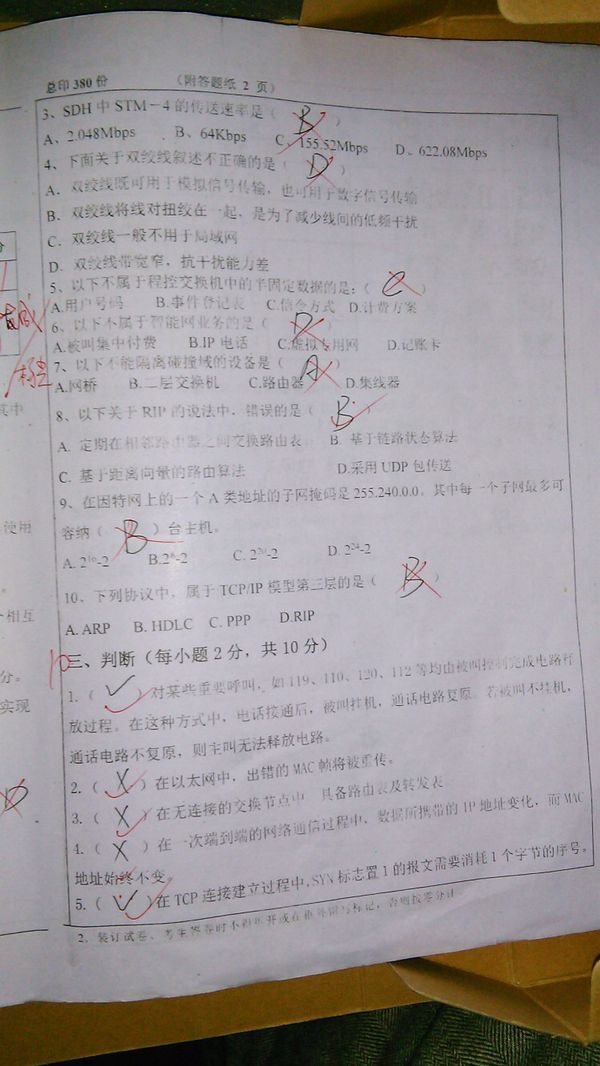 总印 380 份 （附答题纸 2 页）
3、SDH 中 STM－4 的传送速率是（ B ）
A、2.048Mbps B、64Kbps C、155.52Mbps D、622.08Mbps
4、下面关于双绞线叙述不正确的是（ D ）
A．双绞线既可用于模拟信号传输，也可用于数字信号传输
B．双绞线将线对扭绞在一起，是为了减少线间的低频干扰
C．双绞线一般不用于局域网
D．双绞线带宽窄，抗干扰能力差
5、以下不属于程控交换机中的半固定数据的是:（ C ）
A.用户号码 B.事件登记表 C.信令方式 D.计费方案
6、以下不属于智能网业务的是（ D ）
A.被叫集中付费 B.IP 电话 C.虚拟专用网 D.记账卡
7、以下不能隔离碰撞域的设备是（ A ）
A.网桥 B.二层交换机 C.路由器 D.集线器
8、以下关于 RIP 的说法中，错误的是（ B ）
A. 定期在相邻路由器之间交换路由表 B. 基于链路状态算法
C. 基于距离向量的路由算法 D.采用 UDP 包传送
9、在因特网上的一个 A 类地址的子网掩码是 255.240.0.0。其中每一个子网最多可
容纳（ B ）台主机。
A. 2¹⁶-2 B.2⁸-2 C. 2²⁰-2 D. 2²⁴-2
10、下列协议中，属于 TCP/IP 模型第三层的是（ B ）
A. ARP B. HDLC C. PPP D.RIP
10 三、判断（每小题 2 分，共 10 分）
1.（ ✓ ）对某些重要呼叫，如 119、110、120、112 等均由被叫控制完成电路释
放过程。在这种方式中，电话接通后，被叫挂机，通话电路复原。若被叫不挂机，
通话电路不复原，则主叫无法释放电路。
2.（ X ）在以太网中，出错的 MAC 帧将被重传。
3.（ X ）在无连接的交换节点中，具备路由表及转发表
4.（ X ）在一次端到端的网络通信过程中，数据所携带的 IP 地址变化，而 MAC
地址始终不变。
5.（ ✓ ）在 TCP 连接建立过程中,SYN 标志置 1 的报文需要消耗 1 个字节的序号。
2、装订试卷、考生答卷时不得拆开或在框外留写标记，否则按零分计
分
其中
使用
相互
分。
实现
D